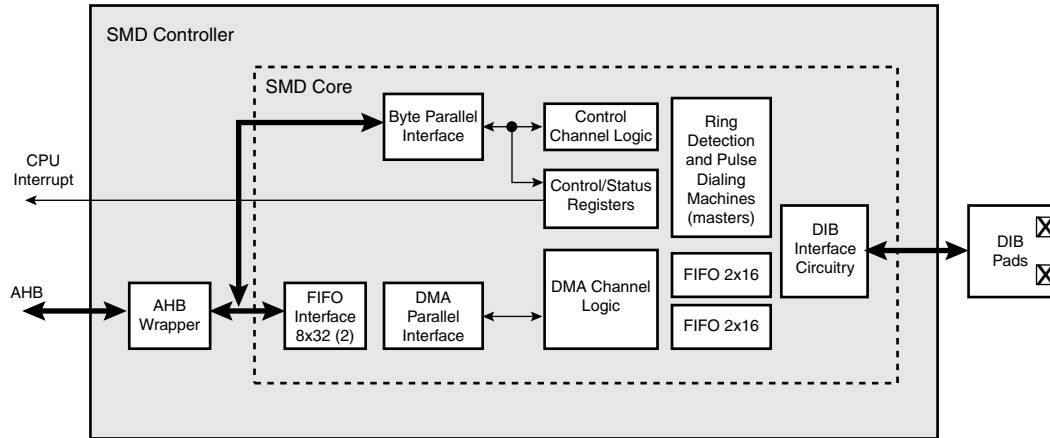 SMD Controller
SMD Core
Byte Parallel
Interface
Control
Channel Logic
Ring
Detection
and Pulse
Dialing
Machines
(masters)
CPU
Interrupt
Control/Status
Registers
DIB
Interface
Circuitry
DIB
Pads
AHB
AHB
Wrapper
FIFO
Interface
8x32 (2)
DMA
Parallel
Interface
DMA Channel
Logic
FIFO 2x16
FIFO 2x16